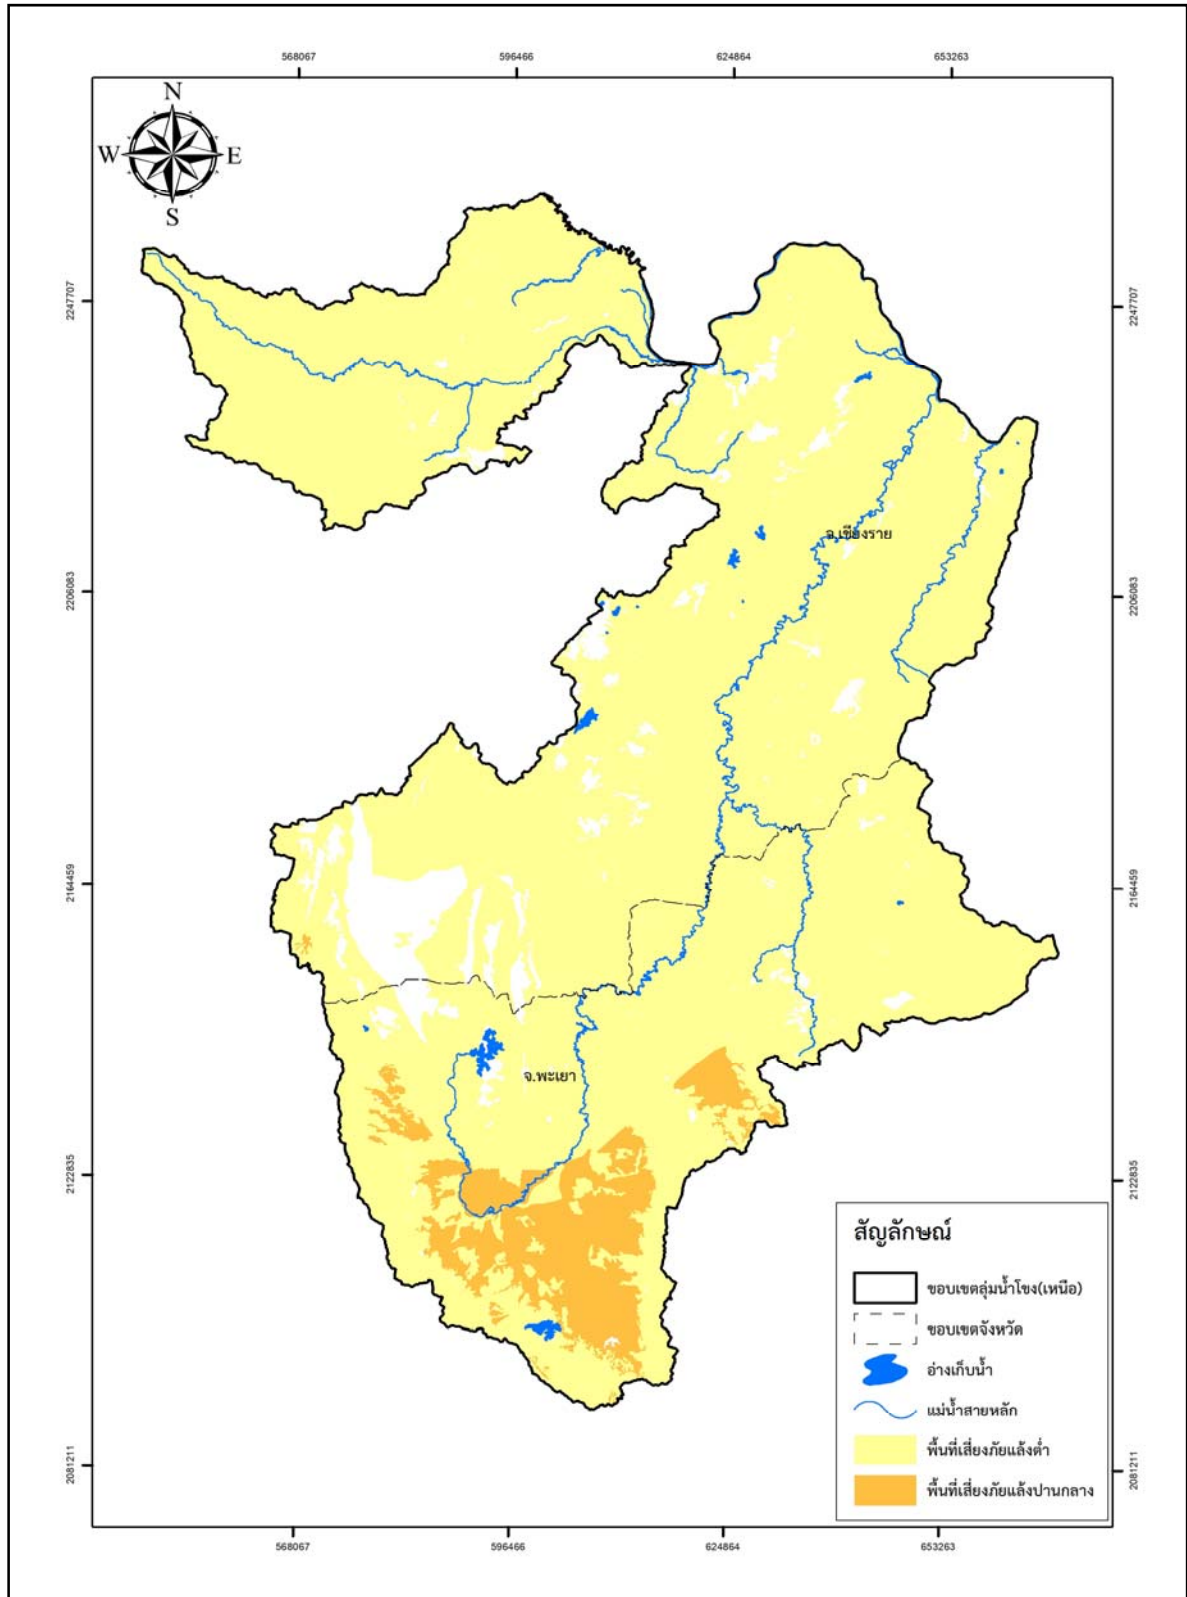 568067 596466 624864 653263
N
W E
S
2247707 2247707
จ.เชียงราย
2206083 2206083
2164459 2164459
จ.พะเยา
2122835 2122835
สัญลักษณ์
ขอบเขตลุ่มน้ำโขง(เหนือ)
ขอบเขตจังหวัด
อ่างเก็บน้ำ
แม่น้ำสายหลัก
พื้นที่เสี่ยงภัยแล้งต่ำ
2081211 2081211
พื้นที่เสี่ยงภัยแล้งปานกลาง
568067 596466 624864 653263